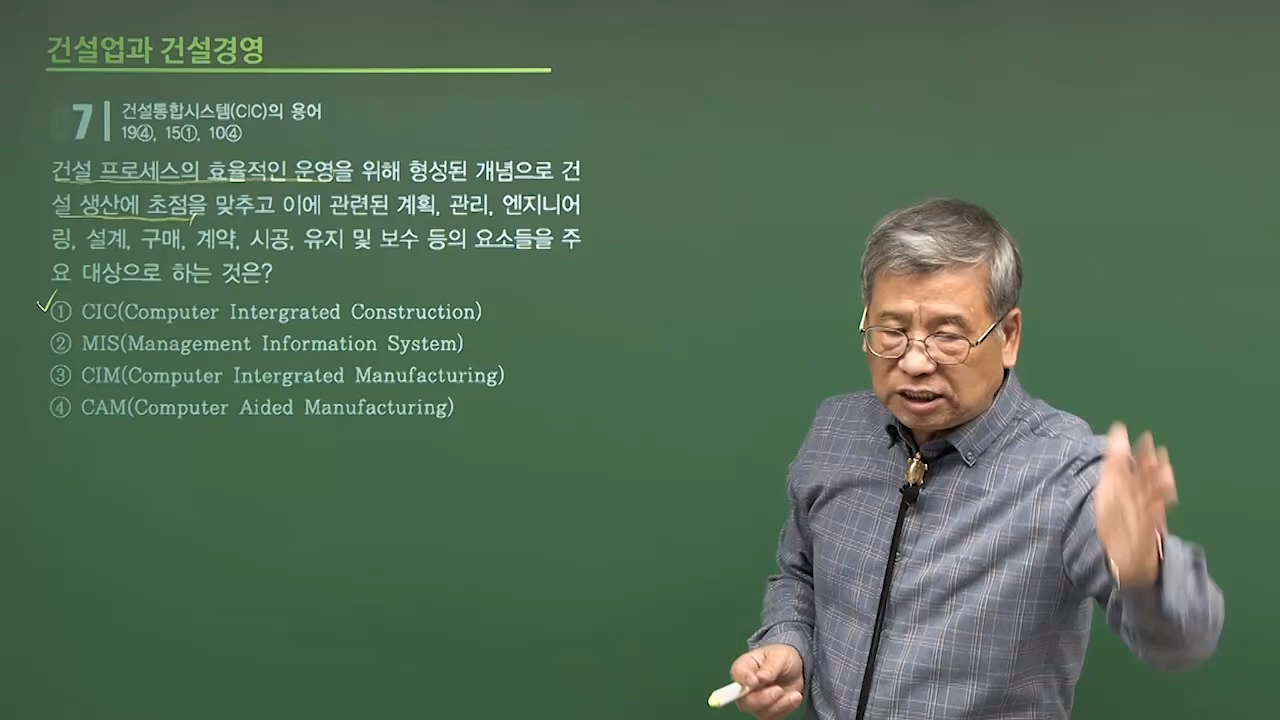 건설업과 건설경영
07 건설통합시스템(CIC)의 용어
19④, 15①, 10④
건설 프로세스의 효율적인 운영을 위해 형성된 개념으로 건
설 생산에 초점을 맞추고 이에 관련된 계획, 관리, 엔지니어
링, 설계, 구매, 계약, 시공, 유지 및 보수 등의 요소들을 주
요 대상으로 하는 것은?
① CIC(Computer Intergrated Construction)
② MIS(Management Information System)
③ CIM(Computer Intergrated Manufacturing)
④ CAM(Computer Aided Manufacturing)